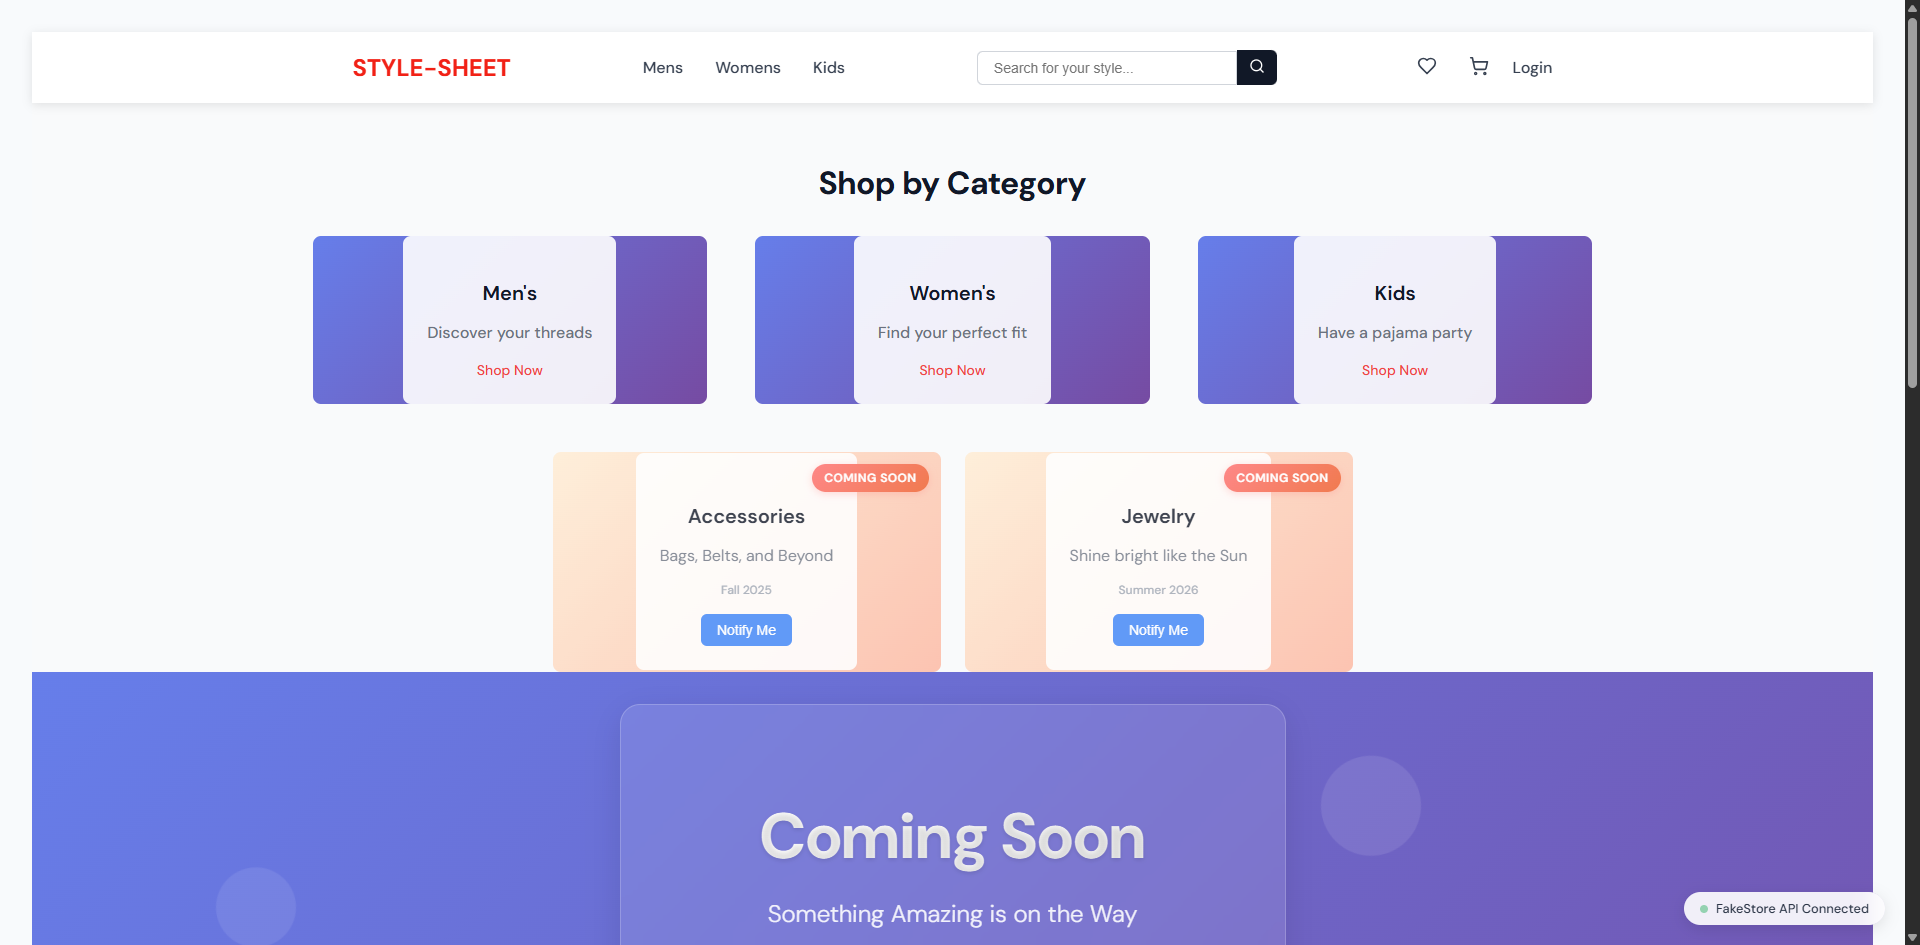 STYLE-SHEET
Mens Womens Kids
Search for your style...
Login
Shop by Category
Men's
Discover your threads
Shop Now
Women's
Find your perfect fit
Shop Now
Kids
Have a pajama party
Shop Now
COMING SOON
Accessories
Bags, Belts, and Beyond
Fall 2025
Notify Me
COMING SOON
Jewelry
Shine bright like the Sun
Summer 2026
Notify Me
Coming Soon
Something Amazing is on the Way
FakeStore API Connected